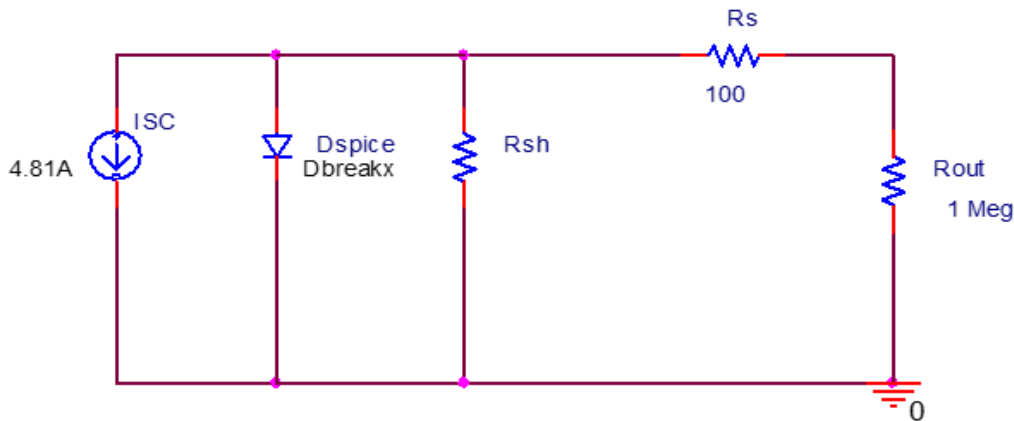 Rs
100
ISC
4.81A
Dspice
Dbreakx
Rsh
Rout
1 Meg
0